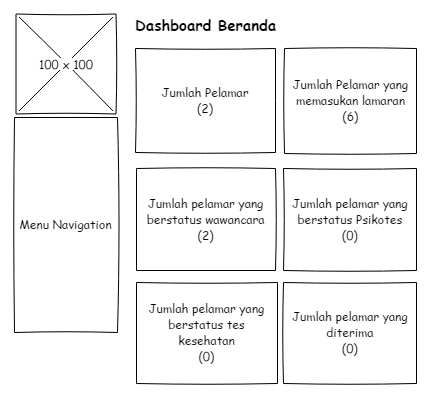 Dashboard Beranda
100 x 100
Menu Navigation
Jumlah Pelamar
(2)
Jumlah Pelamar yang
memasukan lamaran
(6)
Jumlah pelamar yang
berstatus wawancara
(2)
Jumlah pelamar yang
berstatus Psikotes
(0)
Jumlah pelamar yang
berstatus tes
kesehatan
(0)
Jumlah pelamar yang
diterima
(0)